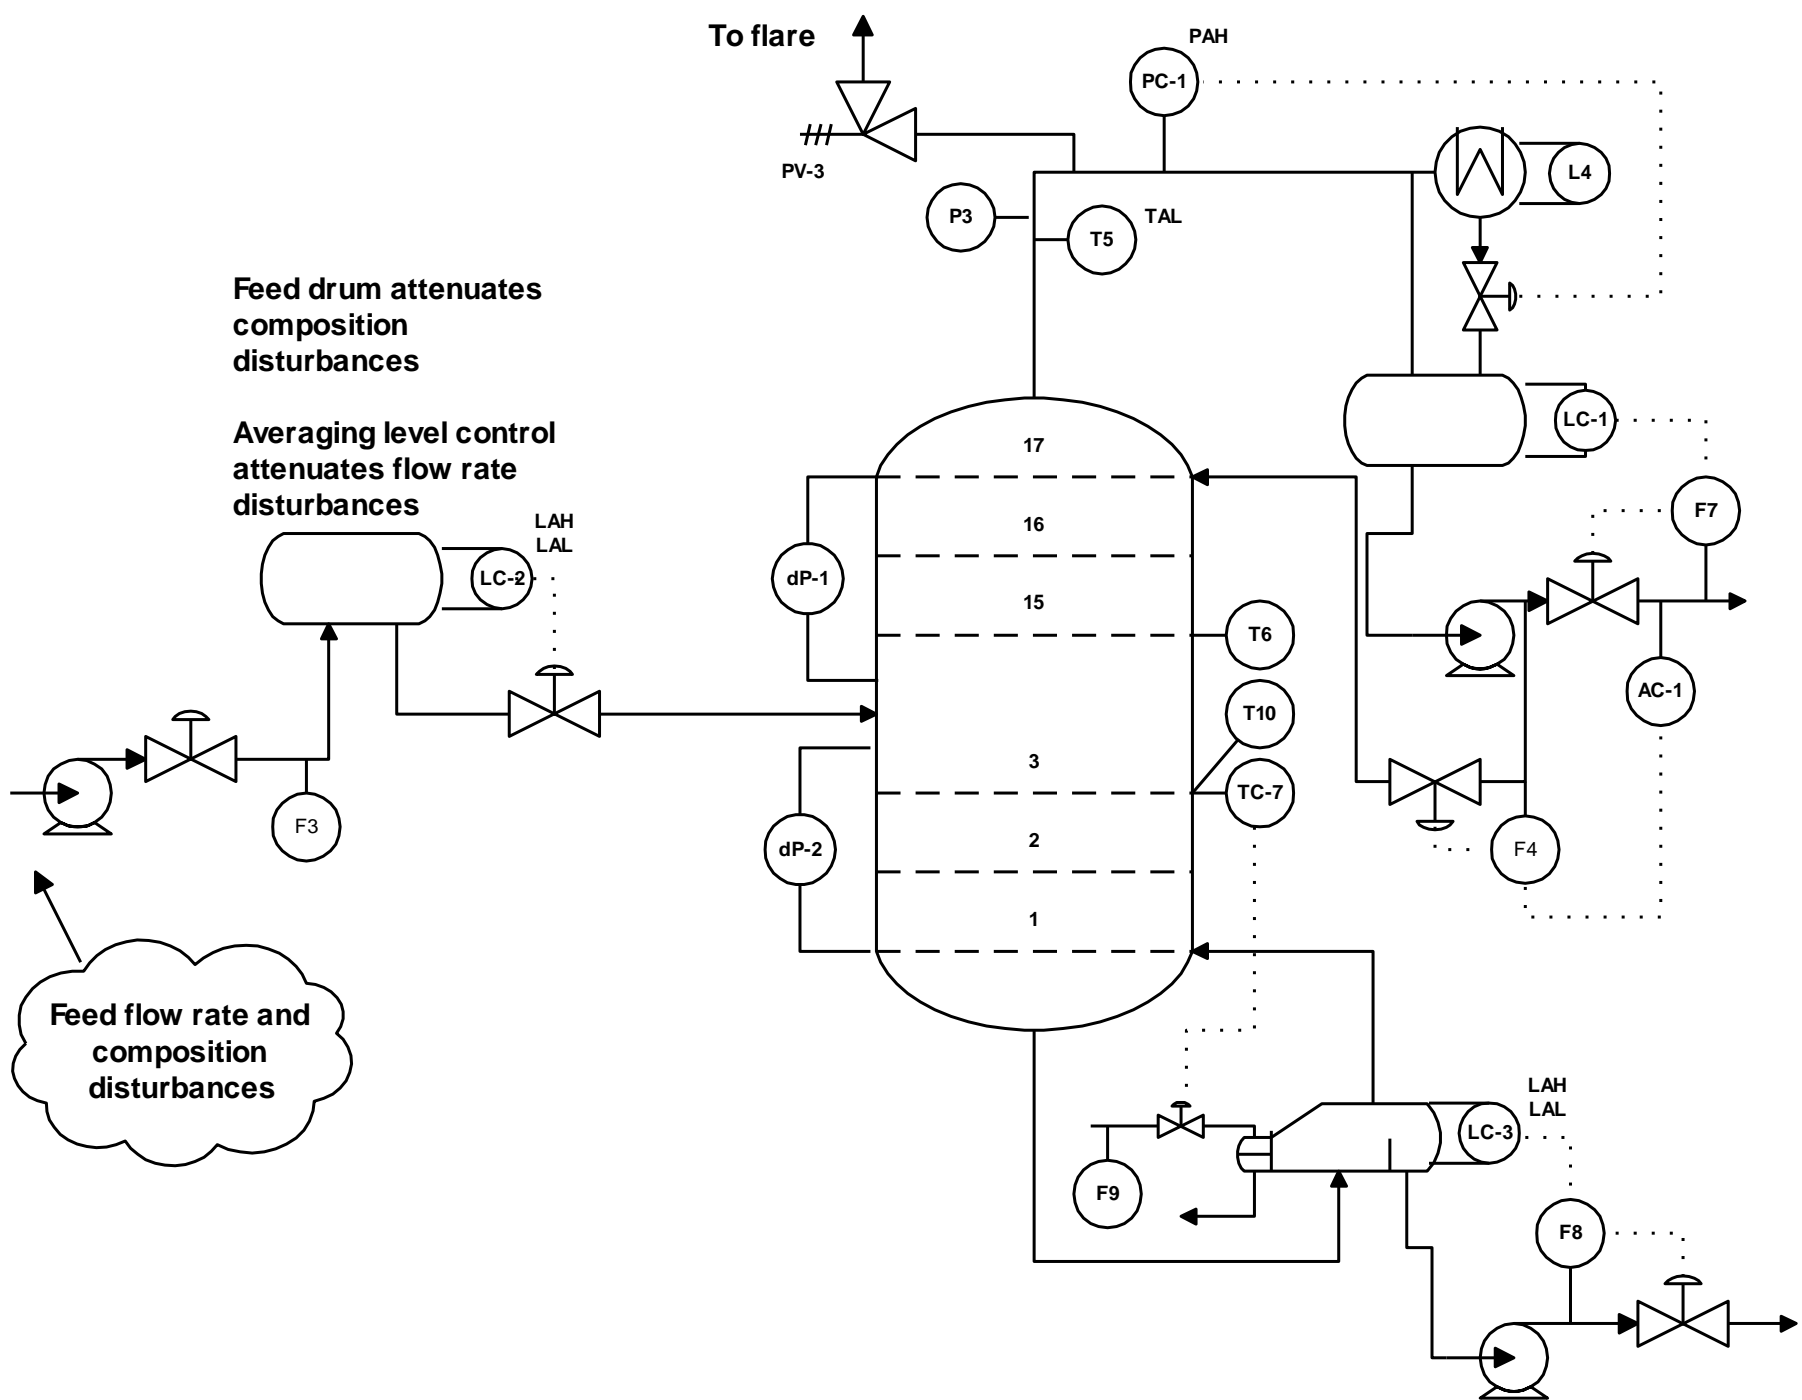 To flare
PAH
PC-1
L4
PV-3
P3
TAL
T5
Feed drum attenuates
composition
disturbances
Averaging level control
attenuates flow rate
disturbances
LAH
LAL
LC-2
17
16
15
dP-1
LC-1
F7
T6
T10
TC-7
AC-1
3
2
1
dP-2
F3
F4
Feed flow rate and
composition
disturbances
LAH
LAL
LC-3
F9
F8